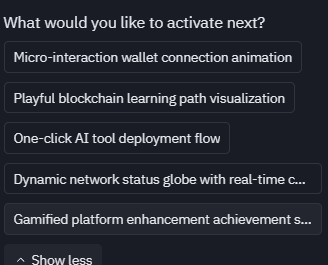 What would you like to activate next?
Micro-interaction wallet connection animation
Playful blockchain learning path visualization
One-click AI tool deployment flow
Dynamic network status globe with real-time c...
Gamified platform enhancement achievement s...
Show less